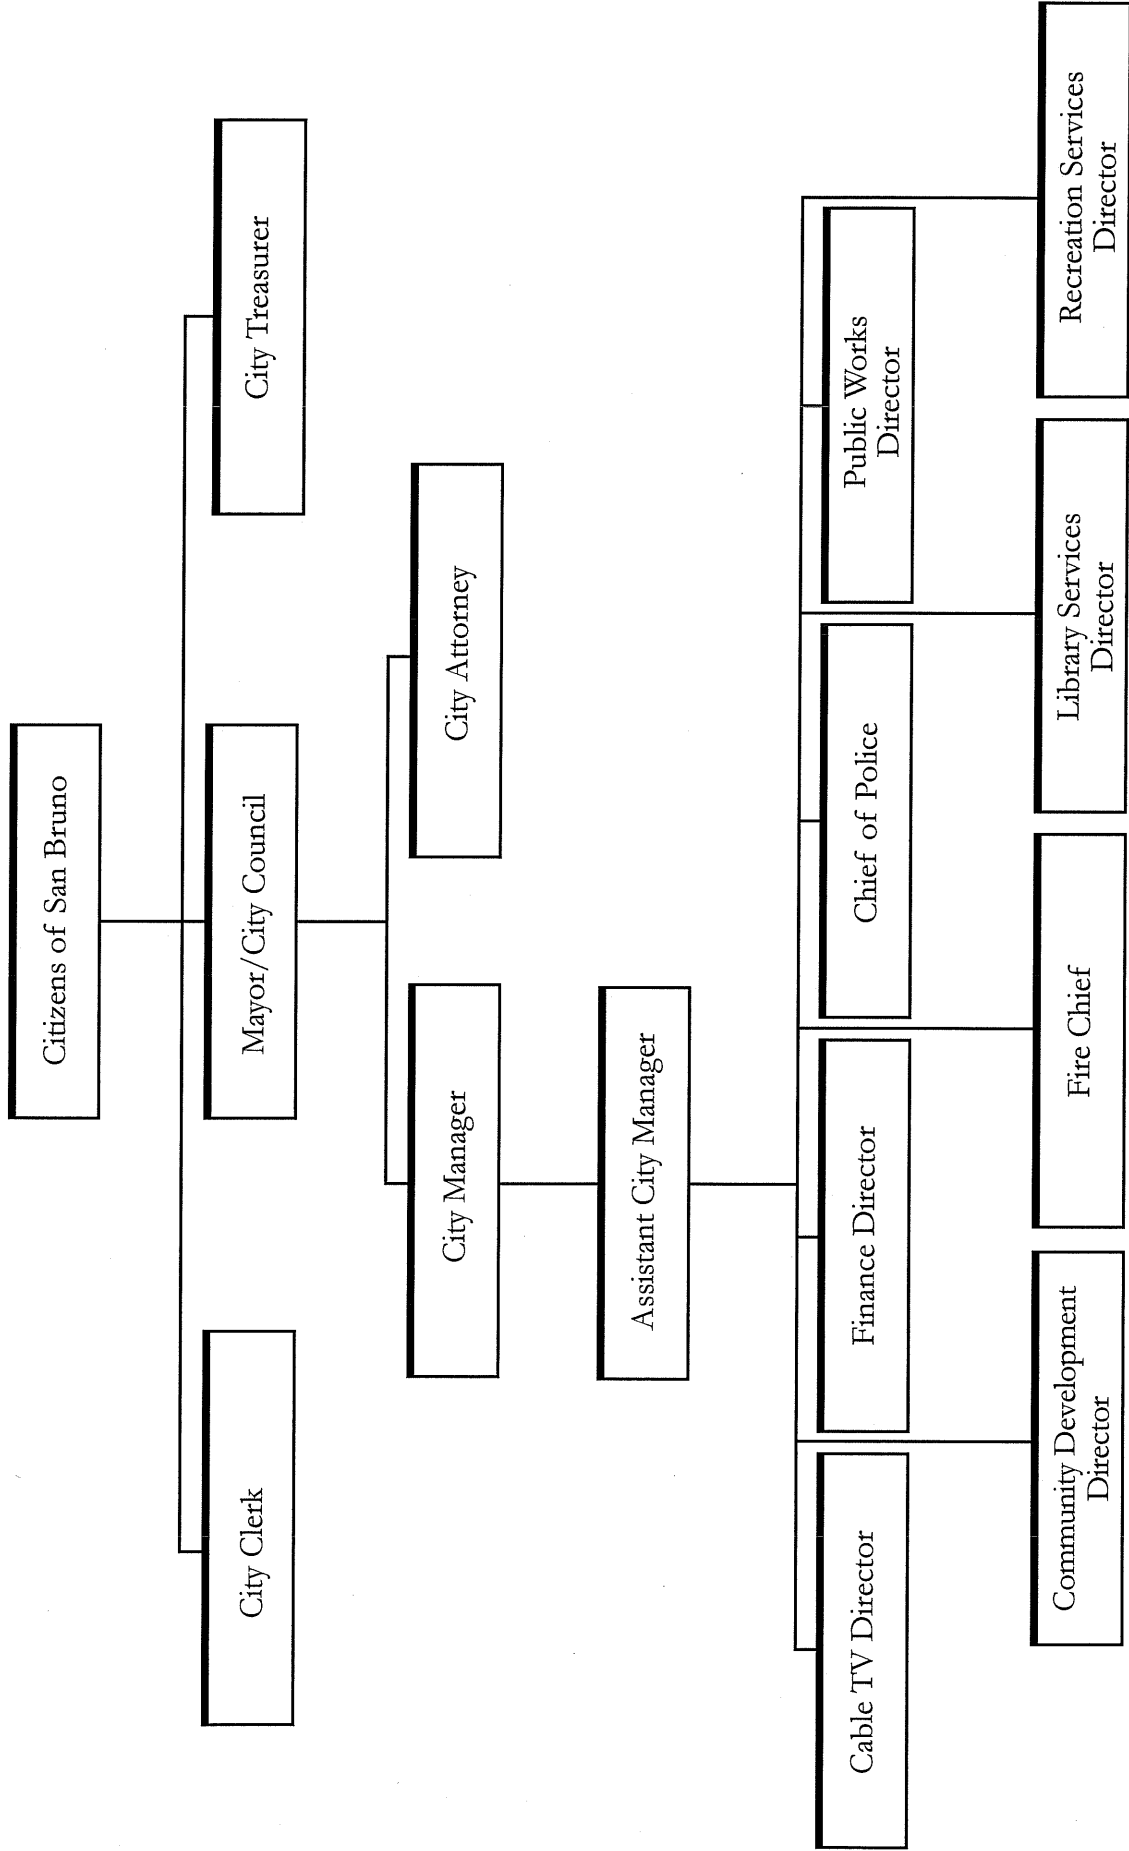 Citizens of San Bruno
City Clerk
Mayor/City Council
City Treasurer
City Manager
City Attorney
Assistant City Manager
Cable TV Director
Finance Director
Chief of Police
Public Works
Director
Community Development
Director
Fire Chief
Library Services
Director
Recreation Services
Director